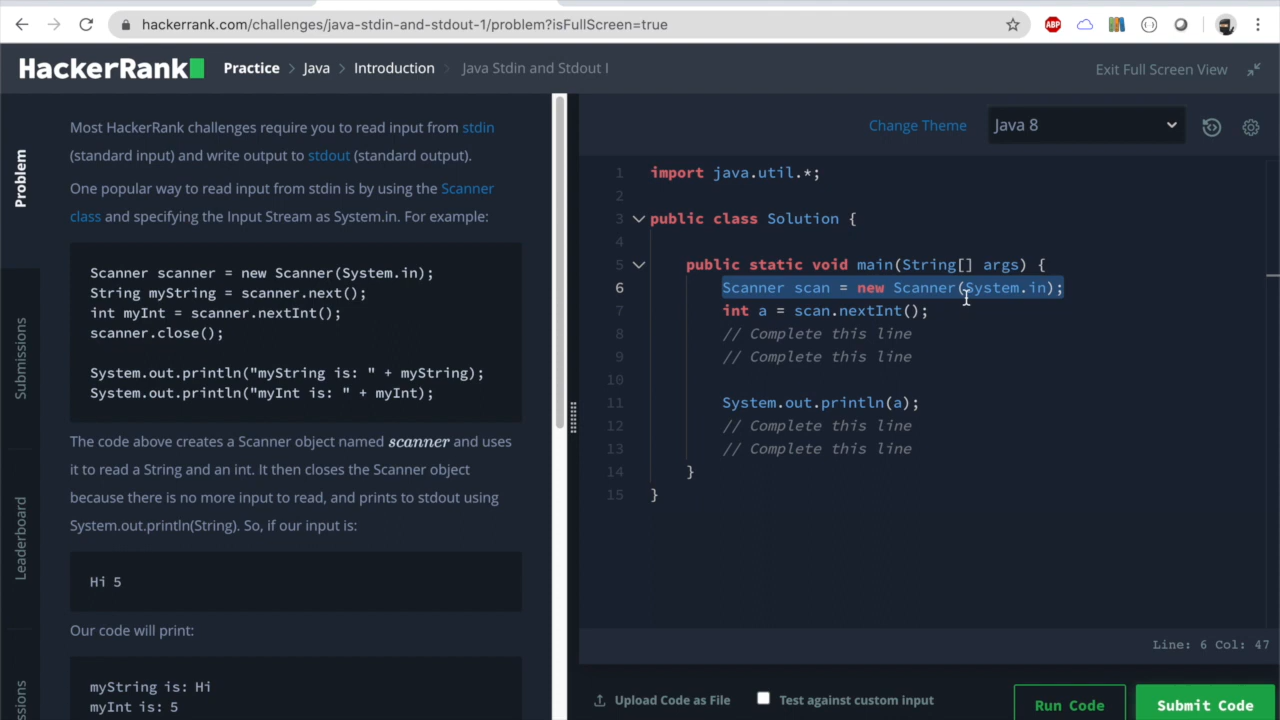 hackerrank.com/challenges/java-stdin-and-stdout-1/problem?isFullScreen=true
ABP
HackerRank
Practice > Java > Introduction > Java Stdin and Stdout I
Exit Full Screen View
Problem
Submissions
Leaderboard
Most HackerRank challenges require you to read input from stdin
(standard input) and write output to stdout (standard output).
One popular way to read input from stdin is by using the Scanner
class and specifying the Input Stream as System.in. For example:
Scanner scanner = new Scanner(System.in);
String myString = scanner.next();
int myInt = scanner.nextInt();
scanner.close();
System.out.println("myString is: " + myString);
System.out.println("myInt is: " + myInt);
The code above creates a Scanner object named scanner and uses
it to read a String and an int. It then closes the Scanner object
because there is no more input to read, and prints to stdout using
System.out.println(String). So, if our input is:
Hi 5
Our code will print:
myString is: Hi
myInt is: 5
Change Theme
Java 8
1 import java.util.*;
2
3 public class Solution {
4
5 public static void main(String[] args) {
6 Scanner scan = new Scanner(System.in);
7 int a = scan.nextInt();
8 // Complete this line
9 // Complete this line
10
11 System.out.println(a);
12 // Complete this line
13 // Complete this line
14 }
15 }
Line: 6 Col: 47
Upload Code as File
Test against custom input
Run Code
Submit Code